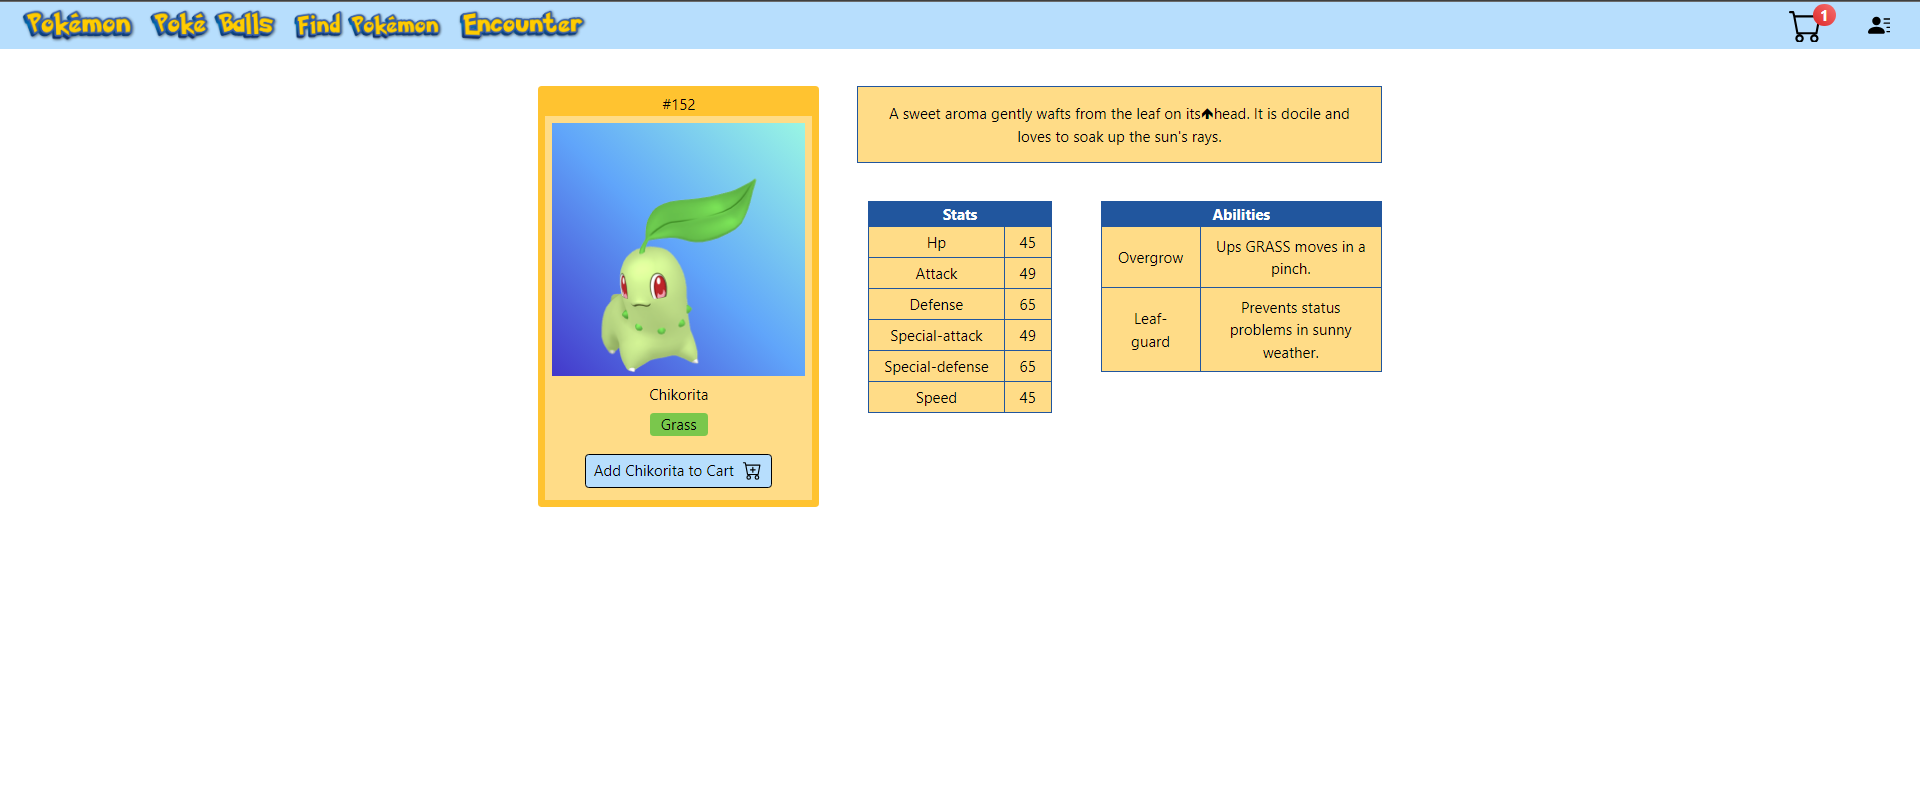 Pokémon Poké Balls Find Pokémon Encounter 1
#152
Chikorita
Grass
Add Chikorita to Cart
A sweet aroma gently wafts from the leaf on its🡅head. It is docile and
loves to soak up the sun's rays.
Stats
Hp 45
Attack 49
Defense 65
Special-attack 49
Special-defense 65
Speed 45
Abilities
Overgrow
Ups GRASS moves in a
pinch.
Leaf-
guard
Prevents status
problems in sunny
weather.